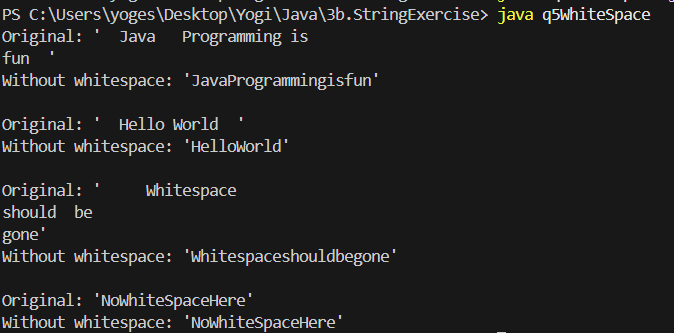 PS C:\Users\yoges\Desktop\Yogi\Java\3b.StringExercise> java q5WhiteSpace
Original: '  Java   Programming is
fun  '
Without whitespace: 'JavaProgrammingisfun'

Original: '  Hello World  '
Without whitespace: 'HelloWorld'

Original: '     Whitespace
should  be
gone'
Without whitespace: 'Whitespaceshouldbegone'

Original: 'NoWhiteSpaceHere'
Without whitespace: 'NoWhiteSpaceHere'